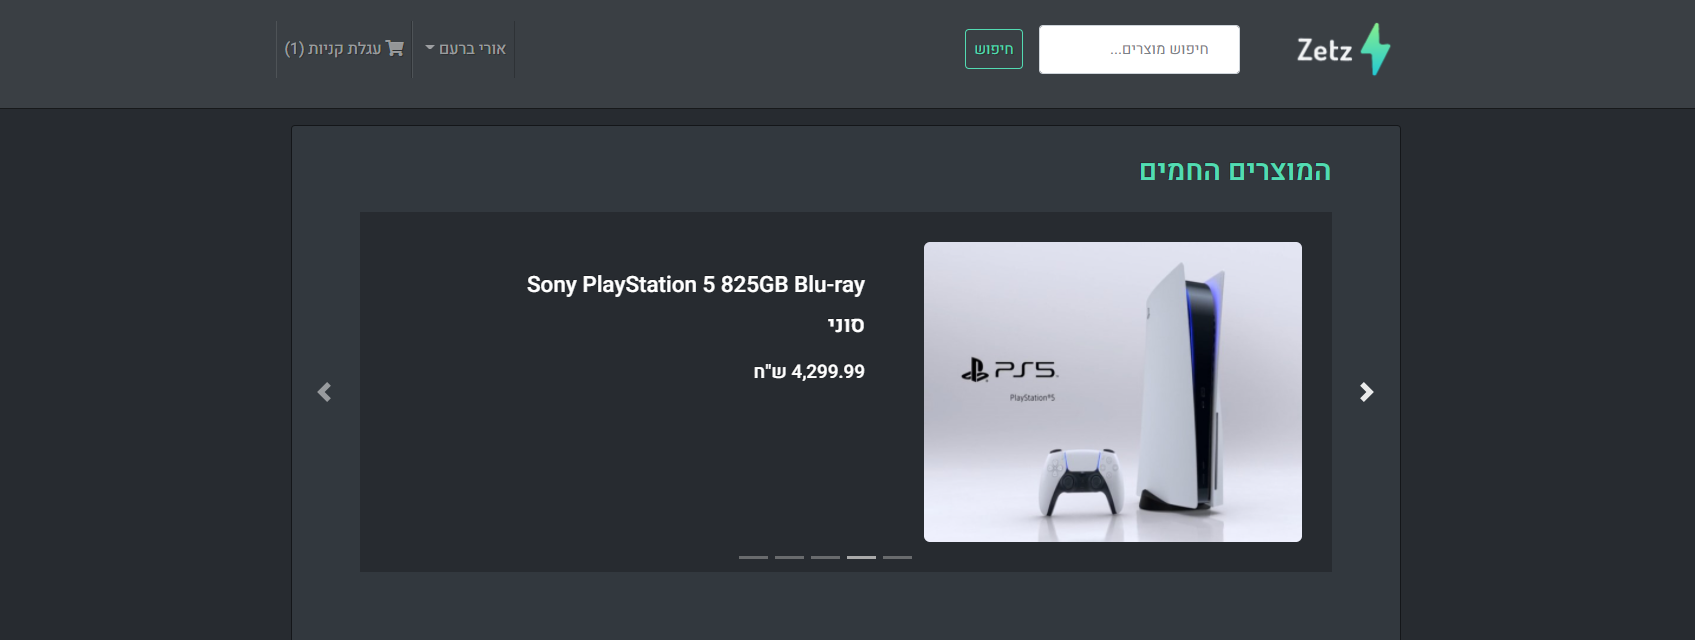 Zetz
חיפוש מוצרים...
חיפוש
אורי ברעם
עגלת קניות (1)
המוצרים החמים
Sony PlayStation 5 825GB Blu-ray
סוני
4,299.99 ש"ח
PS5
PlayStation®5